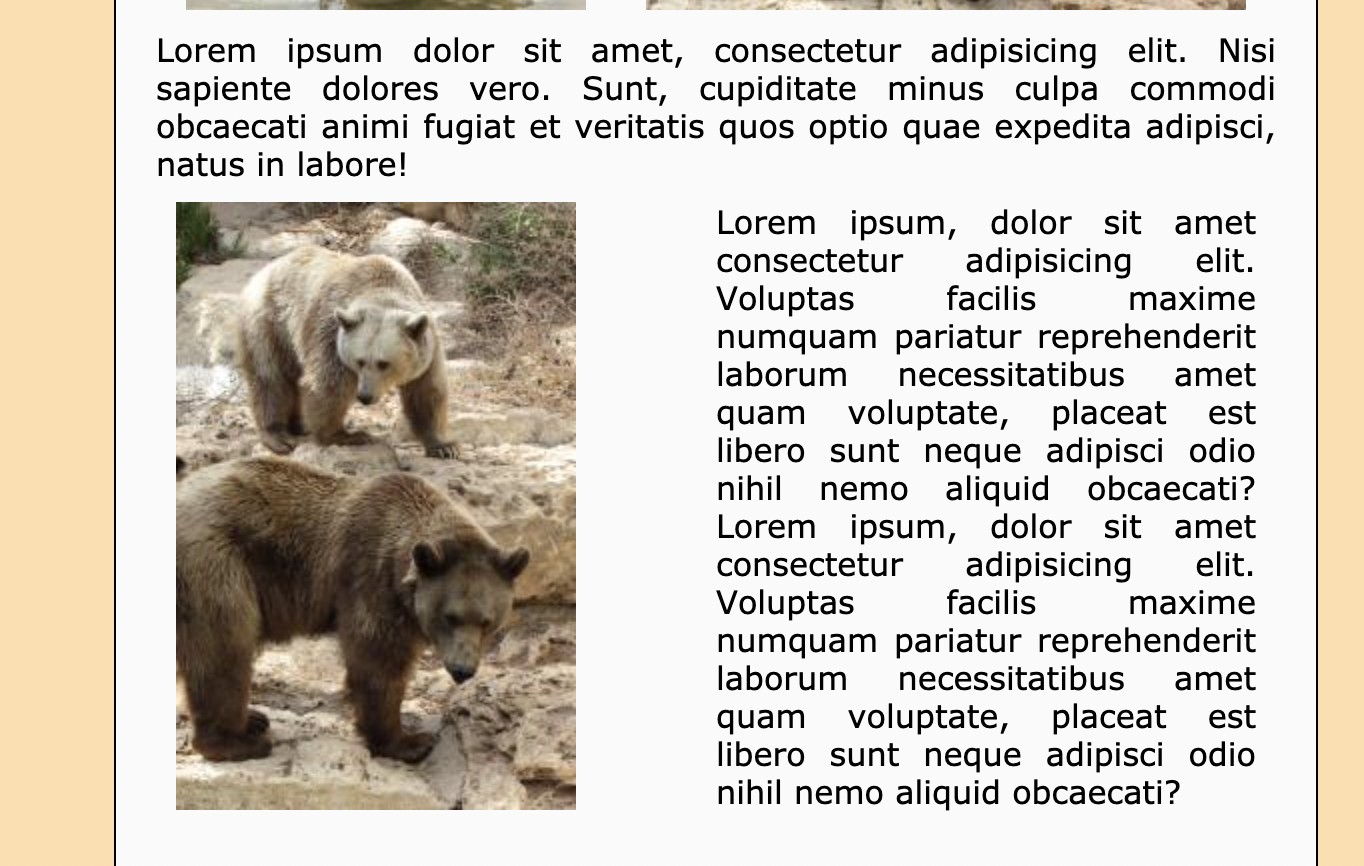 Lorem ipsum dolor sit amet, consectetur adipisicing elit. Nisi
sapiente dolores vero. Sunt, cupiditate minus culpa commodi
obcaecati animi fugiat et veritatis quos optio quae expedita adipisci,
natus in labore!
Lorem ipsum, dolor sit amet
consectetur adipisicing elit.
Voluptas facilis maxime
numquam pariatur reprehenderit
laborum necessitatibus amet
quam voluptate, placeat est
libero sunt neque adipisci odio
nihil nemo aliquid obcaecati?
Lorem ipsum, dolor sit amet
consectetur adipisicing elit.
Voluptas facilis maxime
numquam pariatur reprehenderit
laborum necessitatibus amet
quam voluptate, placeat est
libero sunt neque adipisci odio
nihil nemo aliquid obcaecati?